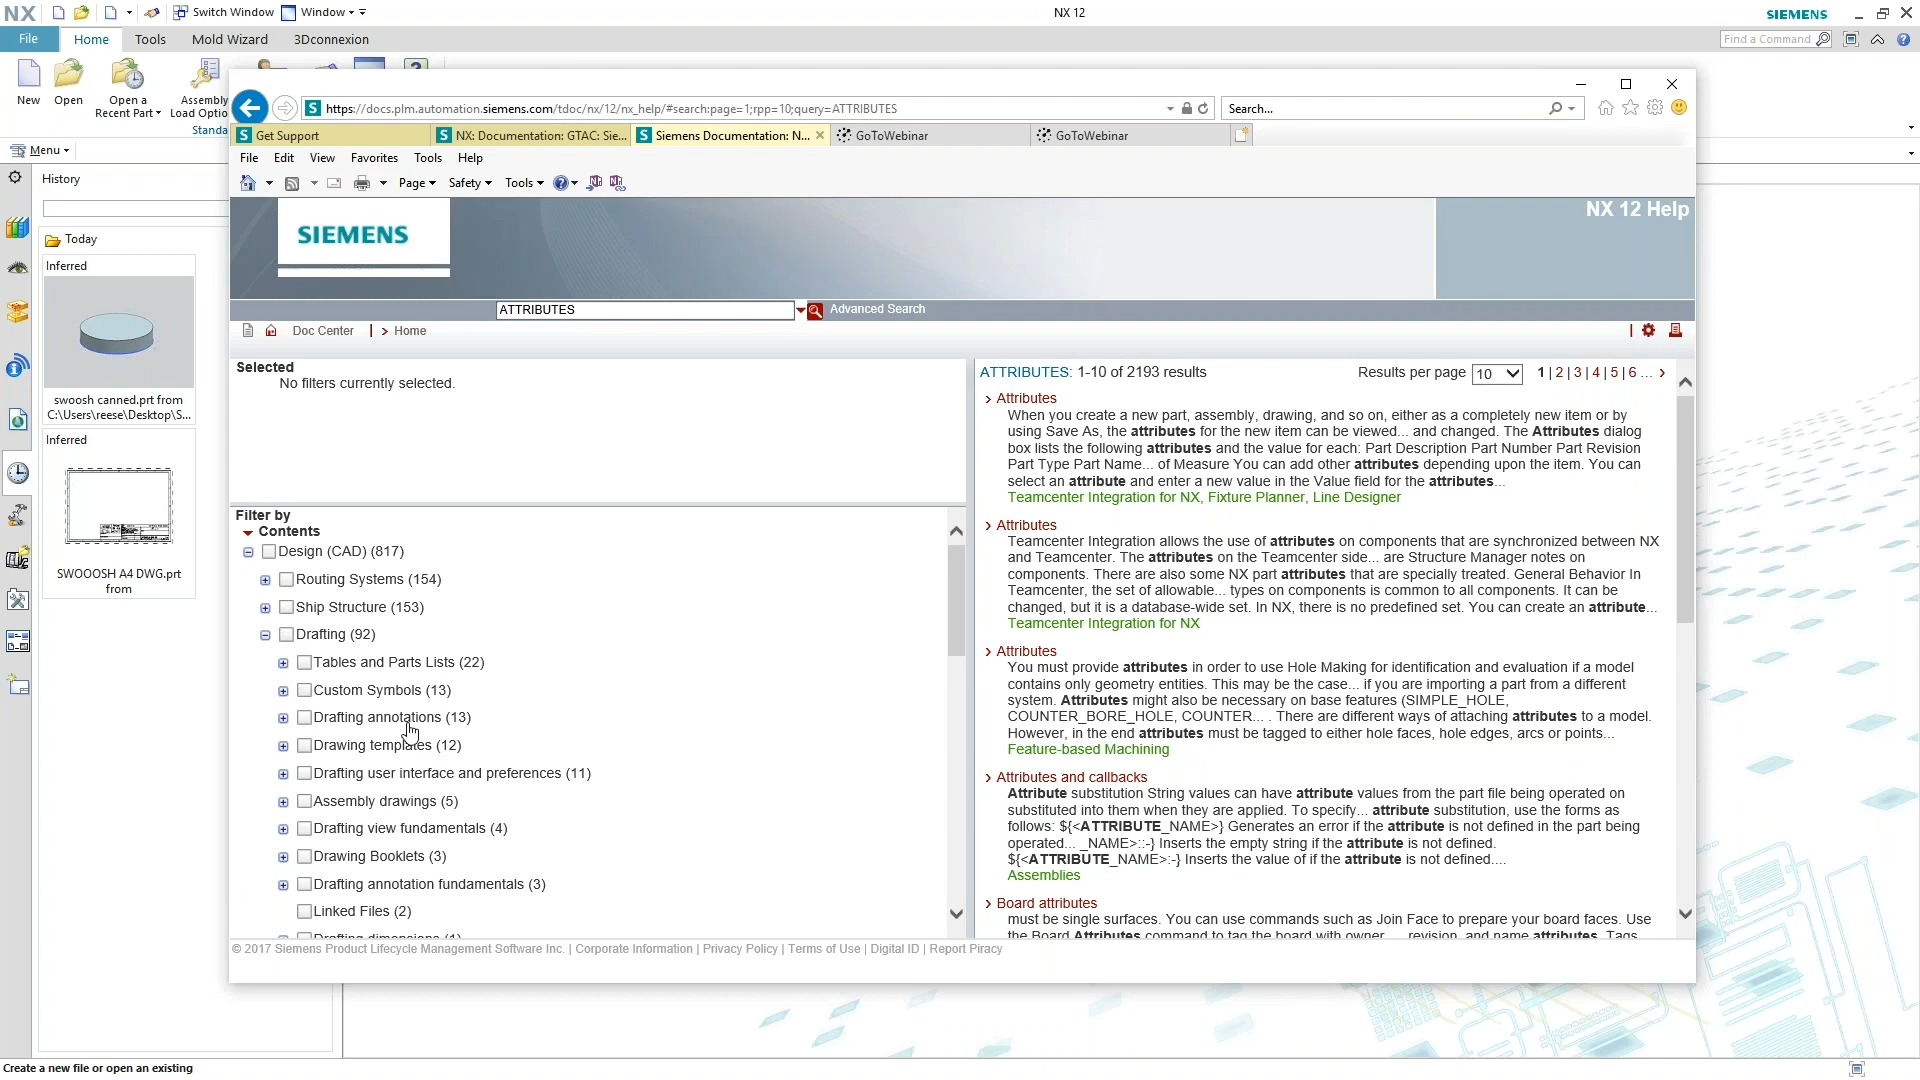 NX
Switch Window
Window
NX 12
SIEMENS
File
Home
Tools
Mold Wizard
3Dconnexion
Find a Command
New
Open
Open a
Recent Part
Assembly
Load Optio
Standa
Menu
History
Today
Inferred
swoosh canned.prt from
C:\Users\reese\Desktop\S...
Inferred
SWOOOSH A4 DWG.prt
from
https://docs.plm.automation.siemens.com/tdoc/nx/12/nx_help/#search:page=1;rpp=10;query=ATTRIBUTES
Search...
Get Support
NX: Documentation: GTAC: Sie...
Siemens Documentation: N...
GoToWebinar
GoToWebinar
File Edit View Favorites Tools Help
Page Safety Tools
SIEMENS
NX 12 Help
ATTRIBUTES
Advanced Search
Doc Center | > Home
Selected
No filters currently selected.
Filter by
Contents
Design (CAD) (817)
Routing Systems (154)
Ship Structure (153)
Drafting (92)
Tables and Parts Lists (22)
Custom Symbols (13)
Drafting annotations (13)
Drawing templates (12)
Drafting user interface and preferences (11)
Assembly drawings (5)
Drafting view fundamentals (4)
Drawing Booklets (3)
Drafting annotation fundamentals (3)
Linked Files (2)
Drafting dimensions (1)
ATTRIBUTES: 1-10 of 2193 results
Results per page 10 1 | 2 | 3 | 4 | 5 | 6 ... >
> Attributes
When you create a new part, assembly, drawing, and so on, either as a completely new item or by
using Save As, the attributes for the new item can be viewed... and changed. The Attributes dialog
box lists the following attributes and the value for each: Part Description Part Number Part Revision
Part Type Part Name... of Measure You can add other attributes depending upon the item. You can
select an attribute and enter a new value in the Value field for the attributes...
Teamcenter Integration for NX, Fixture Planner, Line Designer
> Attributes
Teamcenter Integration allows the use of attributes on components that are synchronized between NX
and Teamcenter. The attributes on the Teamcenter side... are Structure Manager notes on
components. There are also some NX part attributes that are specially treated. General Behavior In
Teamcenter, the set of allowable... types on components is common to all components. It can be
changed, but it is a database-wide set. In NX, there is no predefined set. You can create an attribute...
Teamcenter Integration for NX
> Attributes
You must provide attributes in order to use Hole Making for identification and evaluation if a model
contains only geometry entities. This may be the case... if you are importing a part from a different
system. Attributes might also be necessary on base features (SIMPLE_HOLE,
COUNTER_BORE_HOLE, COUNTER... . There are different ways of attaching attributes to a model.
However, in the end attributes must be tagged to either hole faces, hole edges, arcs or points...
Feature-based Machining
> Attributes and callbacks
Attribute substitution String values can have attribute values from the part file being operated on
substituted into them when they are applied. To specify... attribute substitution, use the forms as
follows: ${<ATTRIBUTE_NAME>} Generates an error if the attribute is not defined in the part being
operated... _NAME>::-} Inserts the empty string if the attribute is not defined.
${<ATTRIBUTE_NAME>:-} Inserts the value of if the attribute is not defined....
Assemblies
> Board attributes
must be single surfaces. You can use commands such as Join Face to prepare your board faces. Use
the Board Attributes command to tag the board with owner ... revision, and name attributes. Tags
© 2017 Siemens Product Lifecycle Management Software Inc. | Corporate Information | Privacy Policy | Terms of Use | Digital ID | Report Piracy
Create a new file or open an existing